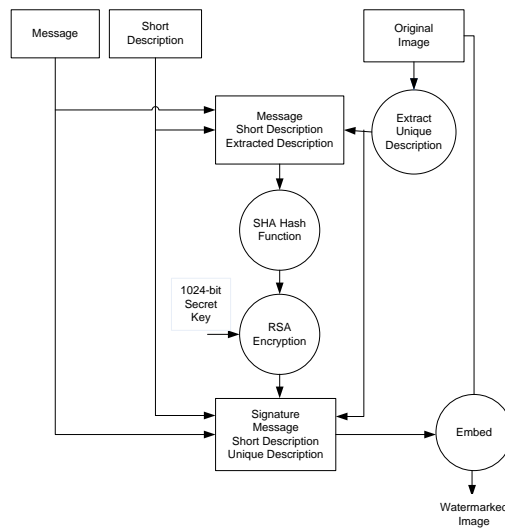 Message
Short
Description
Original
Image
Message
Short Description
Extracted Description
Extract
Unique
Description
SHA Hash
Function
1024-bit
Secret
Key
RSA
Encryption
Signature
Message
Short Description
Unique Description
Embed
Watermarked
Image